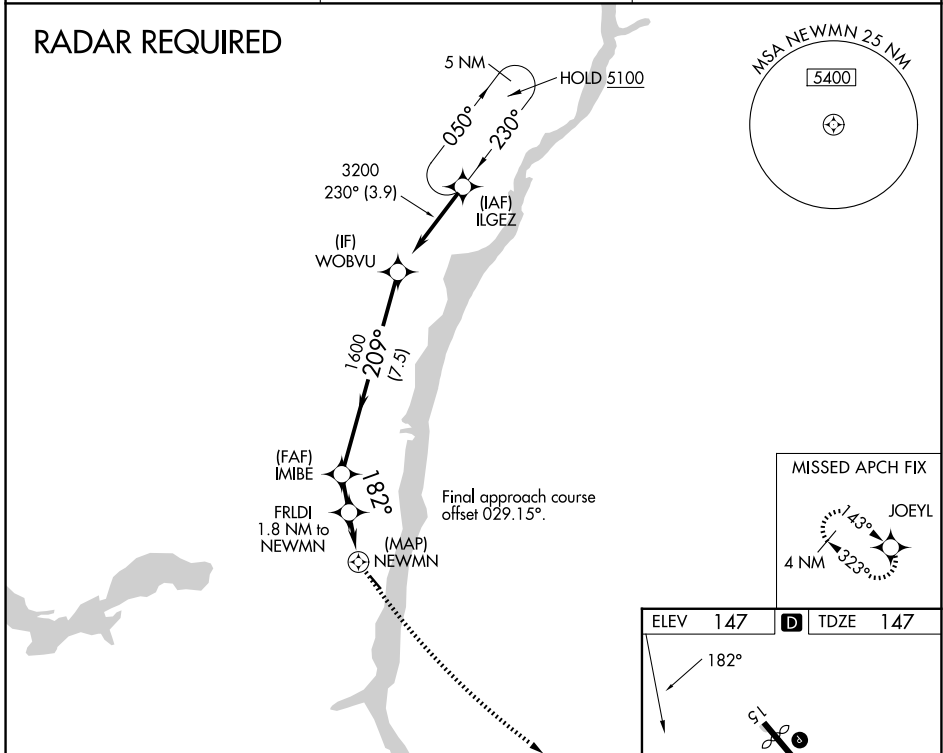 RADAR REQUIRED
MSA NEWMN 25 NM
5400
5 NM
HOLD 5100
050°
230°
3200
230° (3.9)
(IAF)
ILGEZ
(IF)
WOBVU
1600
209°
(7.5)
(FAF)
IMIBE
182°
FRLDI
1.8 NM to
NEWMN
(MAP)
NEWMN
Final approach course
offset 029.15°.
MISSED APCH FIX
JOEYL
143°
323°
4 NM
ELEV 147 D TDZE 147
182°
15
P